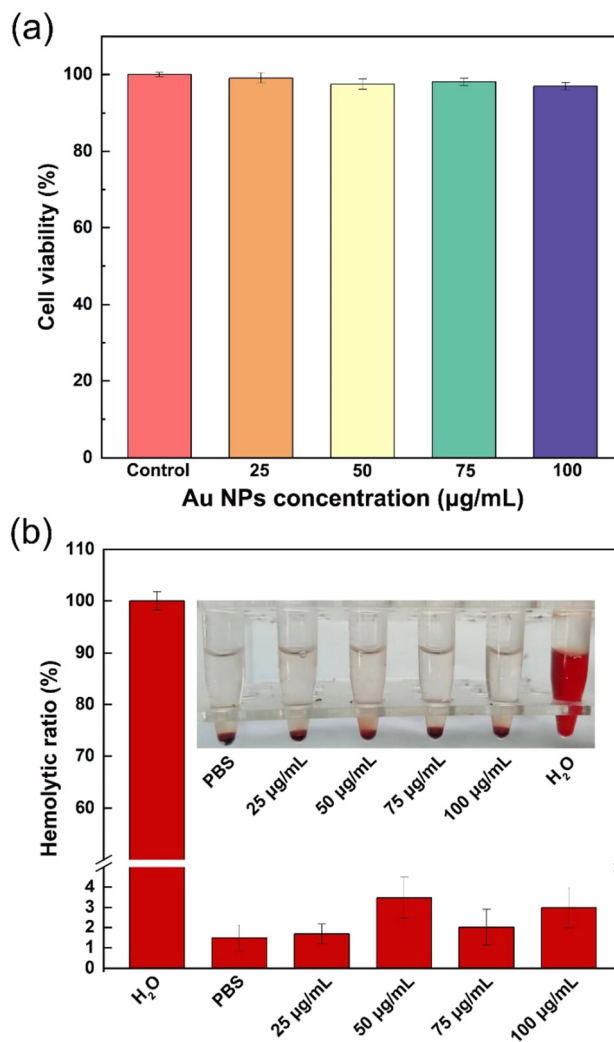 (a)
Cell viability (%)
100
80
60
40
20
0
Control 25 50 75 100
Au NPs concentration (µg/mL)
(b)
Hemolytic ratio (%)
110
100
90
80
70
60
4
3
2
1
0
PBS 25 µg/mL 50 µg/mL 75 µg/mL 100 µg/mL H₂O
H₂O PBS 25 µg/mL 50 µg/mL 75 µg/mL 100 µg/mL